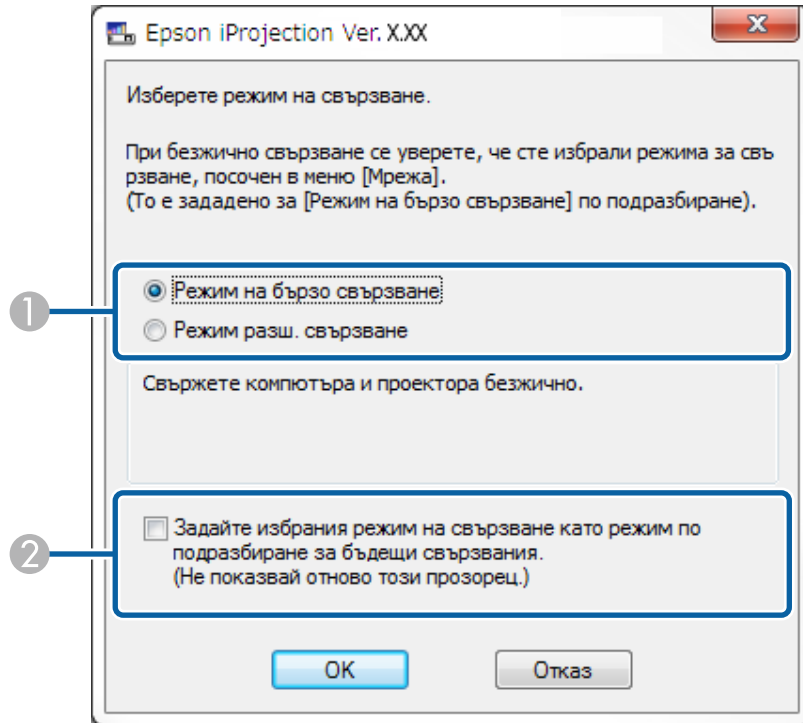 Epson iProjection Ver. X.XX
Изберете режим на свързване.
При безжично свързване се уверете, че сте избрали режима за свъ
рзване, посочен в меню [Мрежа].
(То е зададено за [Режим на бързо свързване] по подразбиране).
1
Режим на бързо свързване
Режим разш. свързване
Свържете компютъра и проектора безжично.
2
Задайте избрания режим на свързване като режим по
подразбиране за бъдещи свързвания.
(Не показвай отново този прозорец.)
OK
Отказ